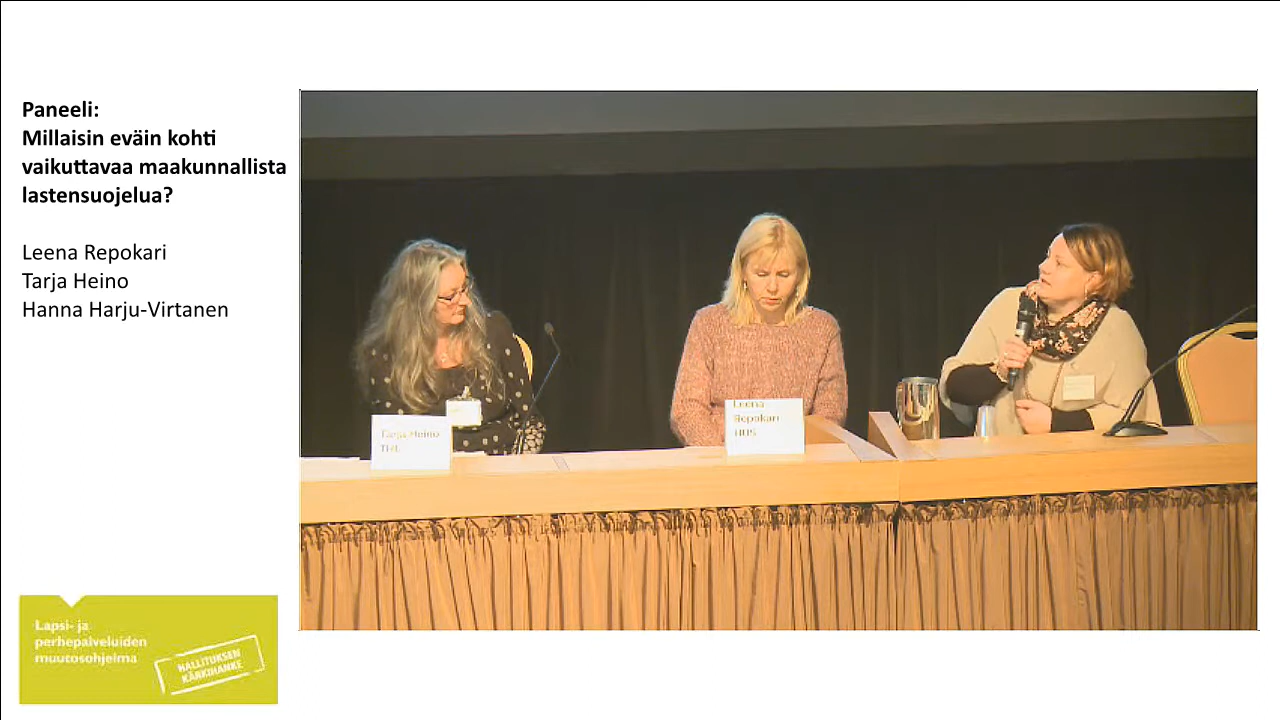 Paneeli:
Millaisin eväin kohti
vaikuttavaa maakunnallista
lastensuojelua?
Leena Repokari
Tarja Heino
Hanna Harju-Virtanen
Tarja Heino
THL
Leena
Repokari
HUS
Lapsi- ja
perhepalveluiden
muutosohjelma
HALLITUKSEN
KÄRKIHANKE